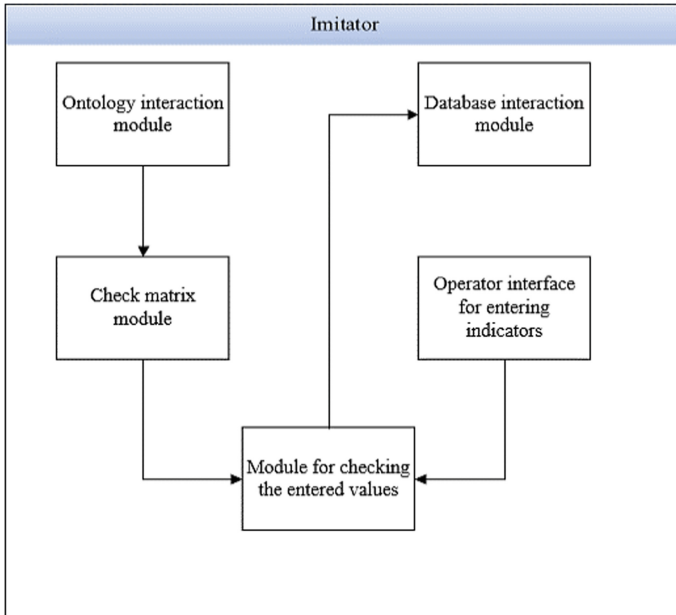 Imitator
Ontology interaction
module
Database interaction
module
Check matrix
module
Operator interface
for entering
indicators
Module for checking
the entered values